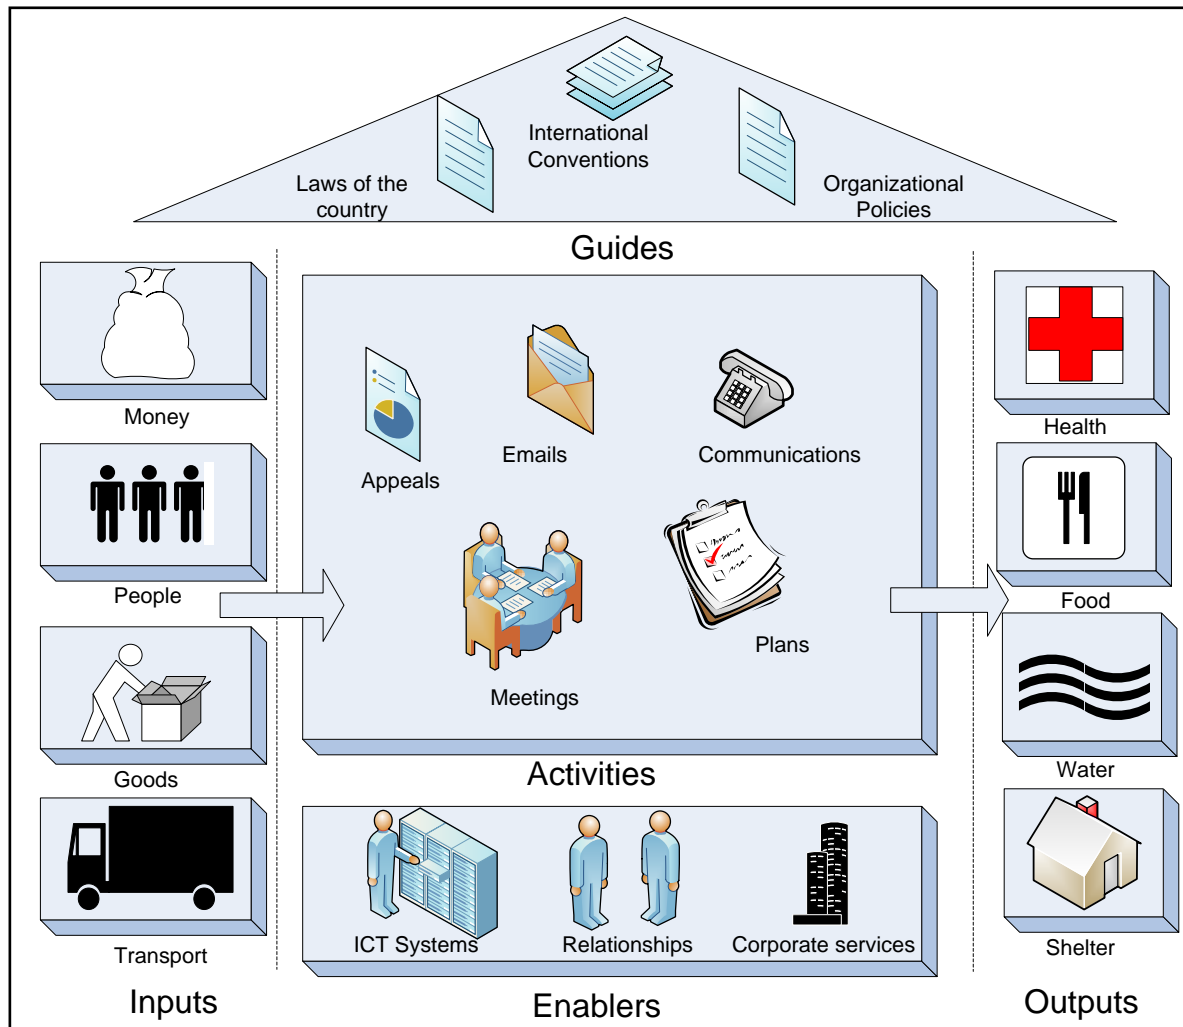 International
Conventions
Laws of the
country
Organizational
Policies
Guides
Money
People
Goods
Transport
Inputs
Appeals
Emails
Communications
Meetings
Plans
Activities
ICT Systems
Relationships
Corporate services
Enablers
Health
Food
Water
Shelter
Outputs